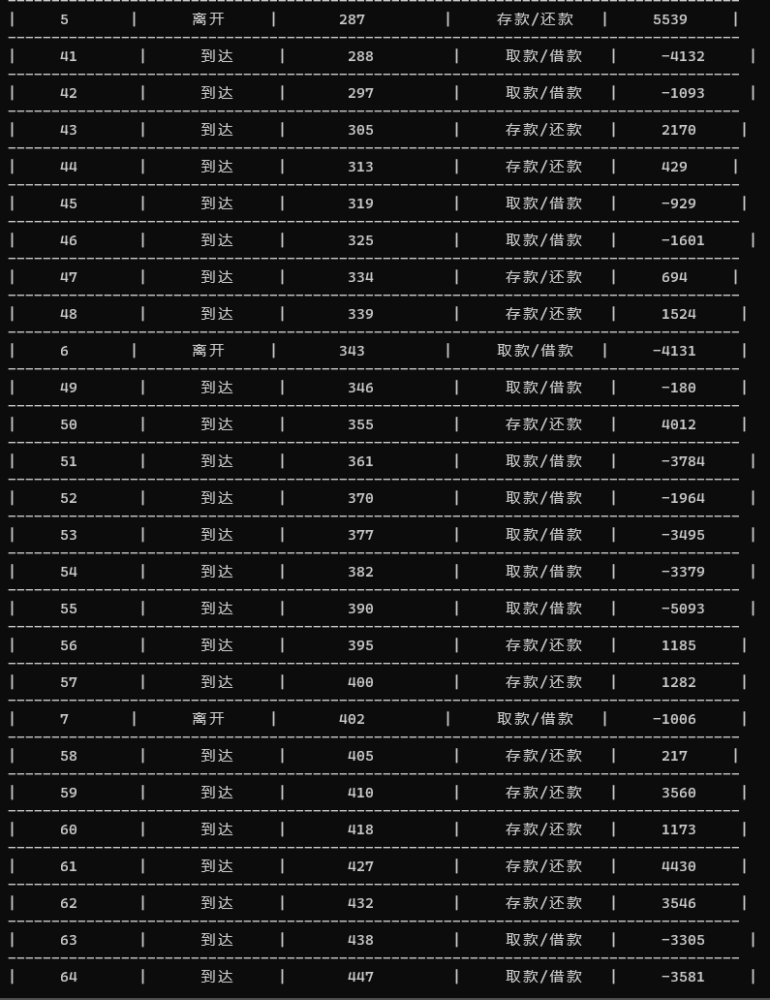 | 5 | 离开 | 287 | 存款/还款 | 5539 |
| 41 | 到达 | 288 | 取款/借款 | -4132 |
| 42 | 到达 | 297 | 取款/借款 | -1093 |
| 43 | 到达 | 305 | 存款/还款 | 2170 |
| 44 | 到达 | 313 | 存款/还款 | 429 |
| 45 | 到达 | 319 | 取款/借款 | -929 |
| 46 | 到达 | 325 | 取款/借款 | -1601 |
| 47 | 到达 | 334 | 存款/还款 | 694 |
| 48 | 到达 | 339 | 存款/还款 | 1524 |
| 6 | 离开 | 343 | 取款/借款 | -4131 |
| 49 | 到达 | 346 | 取款/借款 | -180 |
| 50 | 到达 | 355 | 存款/还款 | 4012 |
| 51 | 到达 | 361 | 取款/借款 | -3784 |
| 52 | 到达 | 370 | 取款/借款 | -1964 |
| 53 | 到达 | 377 | 取款/借款 | -3495 |
| 54 | 到达 | 382 | 取款/借款 | -3379 |
| 55 | 到达 | 390 | 取款/借款 | -5093 |
| 56 | 到达 | 395 | 存款/还款 | 1185 |
| 57 | 到达 | 400 | 存款/还款 | 1282 |
| 7 | 离开 | 402 | 取款/借款 | -1006 |
| 58 | 到达 | 405 | 存款/还款 | 217 |
| 59 | 到达 | 410 | 存款/还款 | 3560 |
| 60 | 到达 | 418 | 存款/还款 | 1173 |
| 61 | 到达 | 427 | 存款/还款 | 4430 |
| 62 | 到达 | 432 | 存款/还款 | 3546 |
| 63 | 到达 | 438 | 取款/借款 | -3305 |
| 64 | 到达 | 447 | 取款/借款 | -3581 |